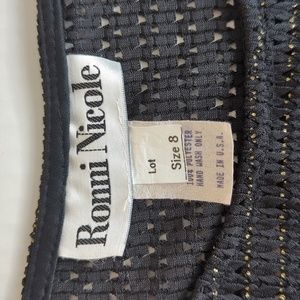 Ronni Nicole
Lot
Size 8
100% POLYESTER
HAND WASH ONLY
MADE IN U.S.A.